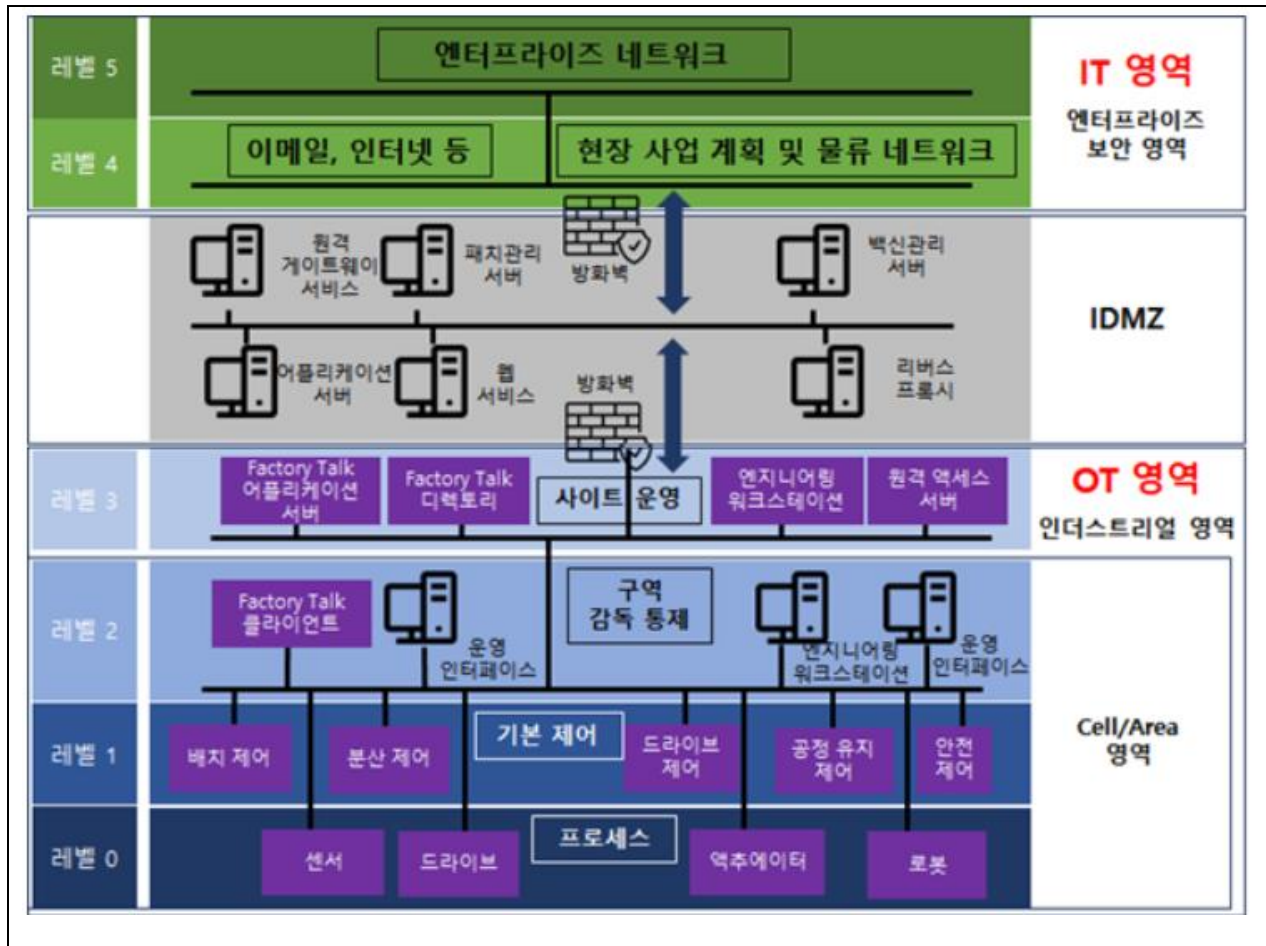 레벨 5
엔터프라이즈 네트워크
IT 영역
엔터프라이즈
보안 영역
레벨 4
이메일, 인터넷 등
현장 사업 계획 및 물류 네트워크
원격
게이트웨이
서비스
패치관리
서버
방화벽
백신관리
서버
IDMZ
어플리케이션
서버
웹
서비스
방화벽
리버스
프록시
레벨 3
Factory Talk
어플리케이션
서버
Factory Talk
디렉토리
사이트 운영
엔지니어링
워크스테이션
원격 액세스
서버
OT 영역
인더스트리얼 영역
레벨 2
Factory Talk
클라이언트
운영
인터페이스
구역
감독 통제
엔지니어링
워크스테이션
운영
인터페이스
Cell/Area
영역
레벨 1
배치 제어
분산 제어
기본 제어
드라이브
제어
공정 유지
제어
안전
제어
레벨 0
센서
드라이브
프로세스
액추에이터
로봇